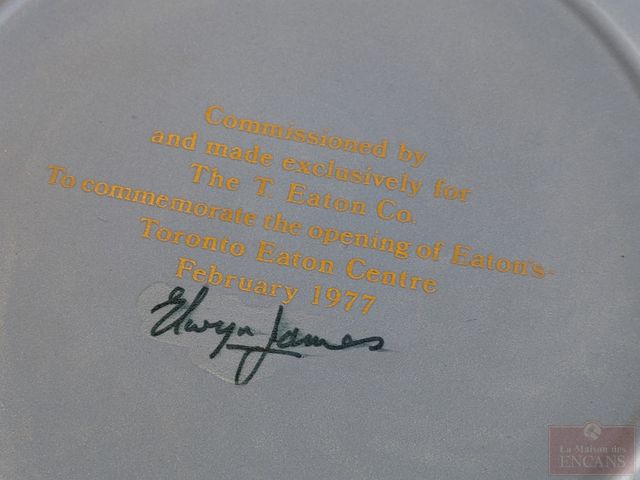 Commissioned by
and made exclusively for
The T. Eaton Co.
To commemorate the opening of Eaton's-
Toronto Eaton Centre
February 1977
Elwyn James
La Maison des
ENCANS